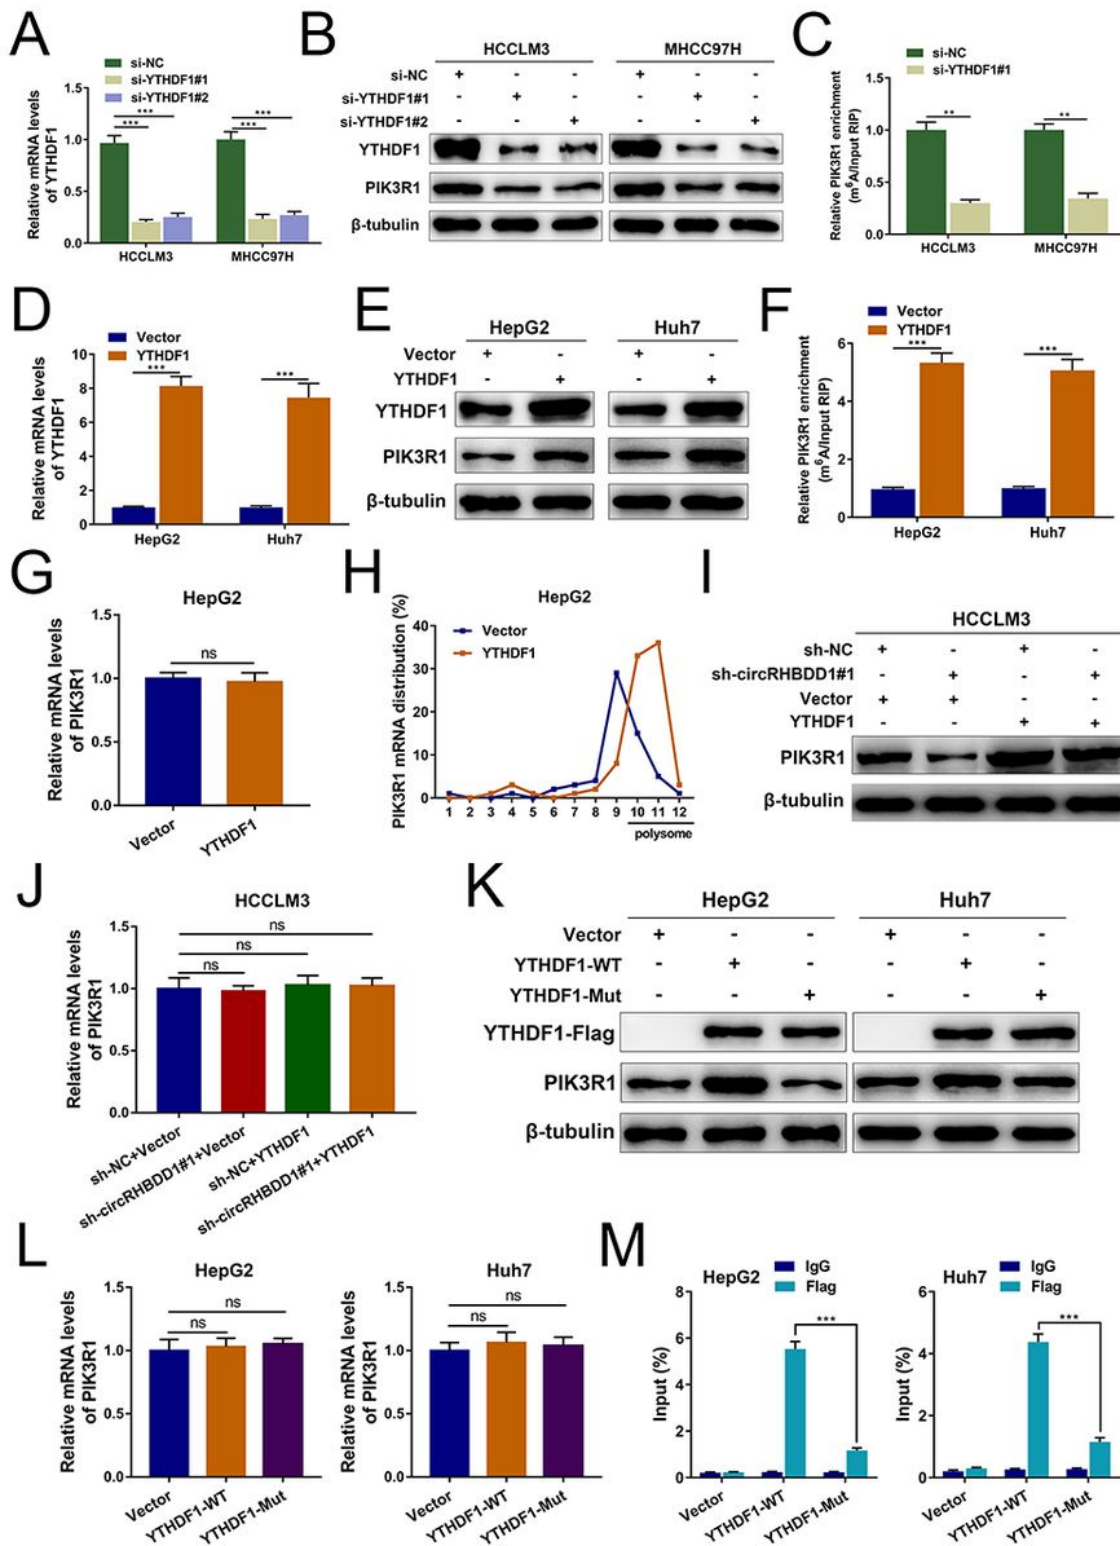 A
si-NC
si-YTHDF1#1
si-YTHDF1#2
Relative mRNA levels
of YTHDF1
1.5
1.0
0.5
0.0
***
***
***
***
HCCLM3
MHCC97H
B
HCCLM3
MHCC97H
si-NC + - - + - -
si-YTHDF1#1 - + - - + -
si-YTHDF1#2 - - + - - +
YTHDF1
PIK3R1
β-tubulin
C
si-NC
si-YTHDF1#1
Relative PIK3R1 enrichment
(m⁶A/Input RIP)
1.5
1.0
0.5
0.0
**
**
HCCLM3
MHCC97H
D
Vector
YTHDF1
Relative mRNA levels
of YTHDF1
10
8
6
4
2
0
***
***
HepG2
Huh7
E
HepG2
Huh7
Vector + - + -
YTHDF1 - + - +
YTHDF1
PIK3R1
β-tubulin
F
Vector
YTHDF1
Relative PIK3R1 enrichment
(m⁶A/Input RIP)
6
4
2
0
***
***
HepG2
Huh7
G
HepG2
Relative mRNA levels
of PIK3R1
1.5
1.0
0.5
0.0
ns
Vector
YTHDF1
H
HepG2
PIK3R1 mRNA distribution (%)
40
30
20
10
0
Vector
YTHDF1
1 2 3 4 5 6 7 8 9 10 11 12
polysome
I
HCCLM3
sh-NC + - + -
sh-circRHBDD1#1 - + - +
Vector + + - -
YTHDF1 - - + +
PIK3R1
β-tubulin
J
HCCLM3
Relative mRNA levels
of PIK3R1
1.5
1.0
0.5
0.0
ns
ns
ns
sh-NC+Vector
sh-circRHBDD1#1+Vector
sh-NC+YTHDF1
sh-circRHBDD1#1+YTHDF1
K
HepG2
Huh7
Vector + - - + - -
YTHDF1-WT - + - - + -
YTHDF1-Mut - - + - - +
YTHDF1-Flag
PIK3R1
β-tubulin
L
HepG2
Relative mRNA levels
of PIK3R1
1.5
1.0
0.5
0.0
ns
ns
Vector
YTHDF1-WT
YTHDF1-Mut
Huh7
Relative mRNA levels
of PIK3R1
1.5
1.0
0.5
0.0
ns
ns
Vector
YTHDF1-WT
YTHDF1-Mut
M
HepG2
IgG
Flag
Input (%)
8
6
4
2
0
***
Vector
YTHDF1-WT
YTHDF1-Mut
Huh7
IgG
Flag
Input (%)
6
4
2
0
***
Vector
YTHDF1-WT
YTHDF1-Mut